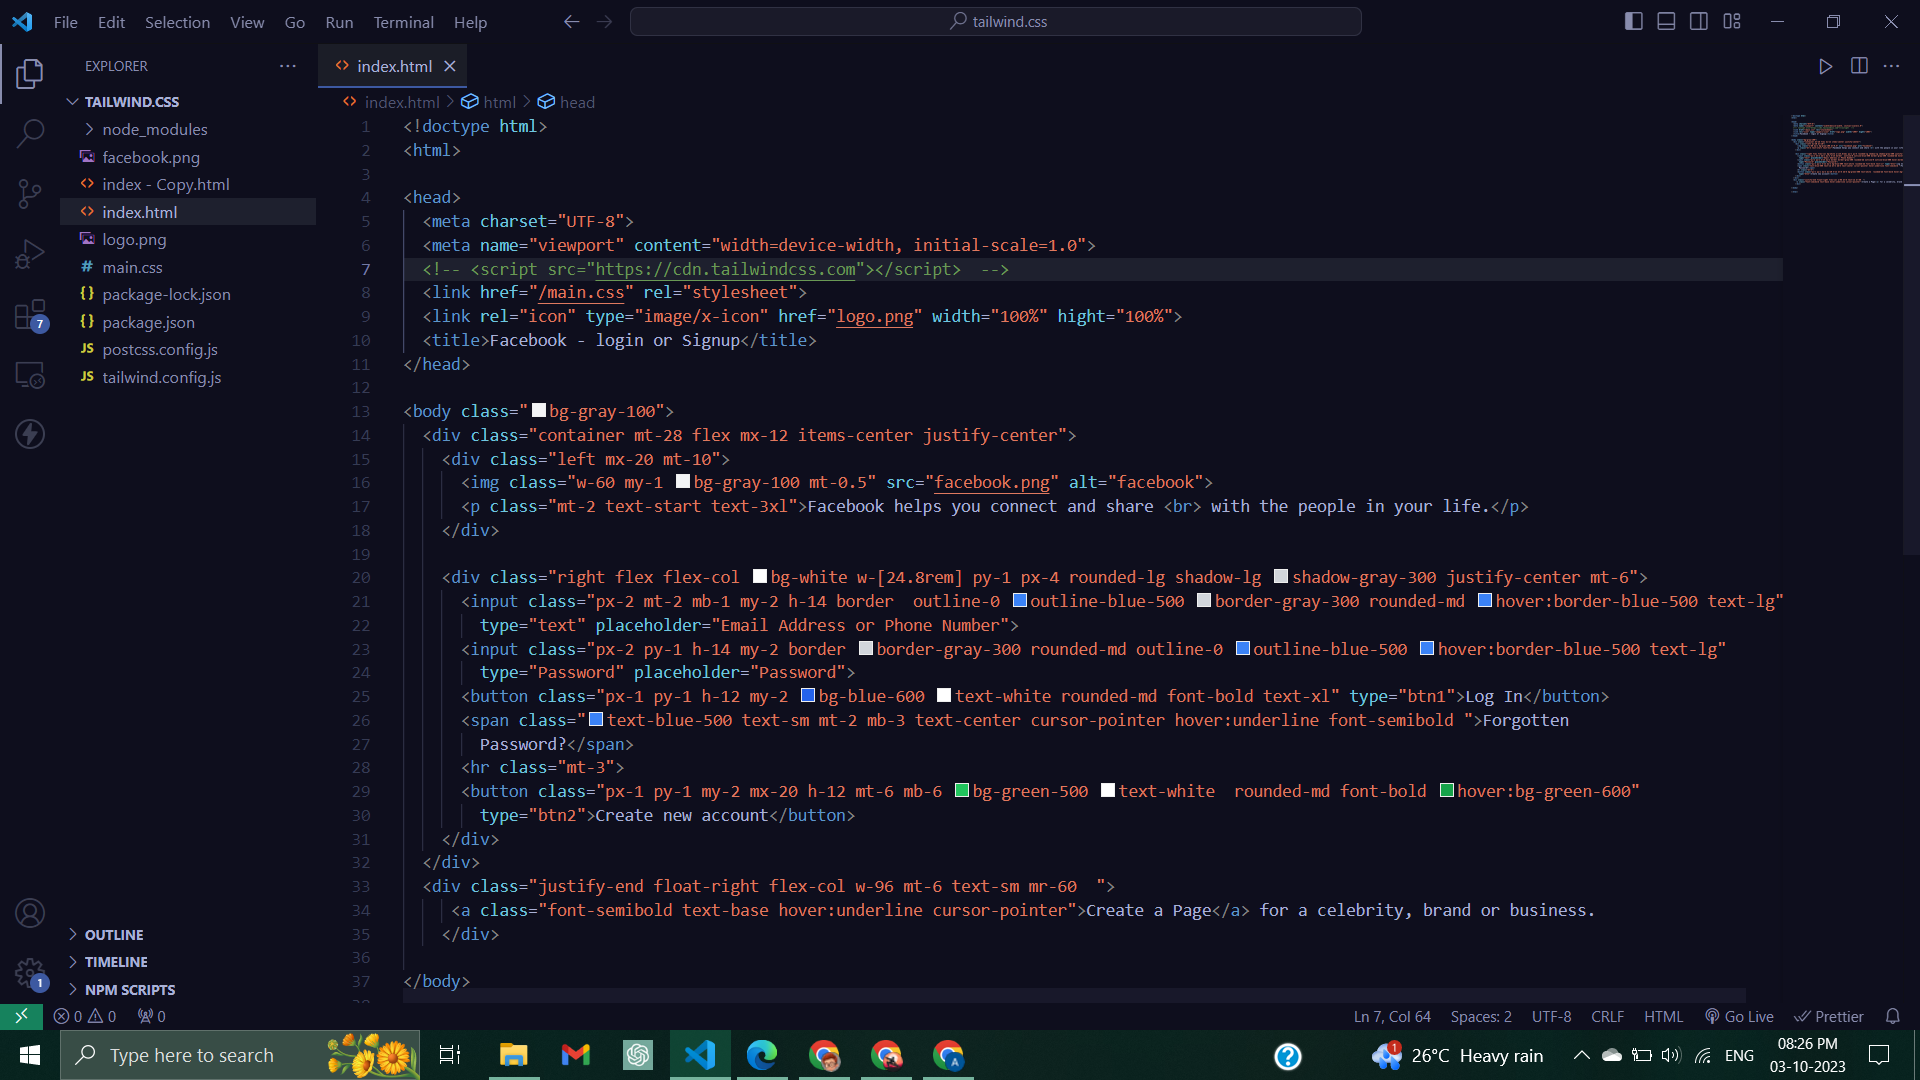 File Edit Selection View Go Run Terminal Help
tailwind.css
EXPLORER
TAILWIND.CSS
node_modules
facebook.png
index - Copy.html
index.html
logo.png
# main.css
{} package-lock.json
{} package.json
JS postcss.config.js
JS tailwind.config.js
7
OUTLINE
TIMELINE
NPM SCRIPTS
1
index.html
index.html > html > head
1 <!doctype html>
2 <html>
3
4 <head>
5 <meta charset="UTF-8">
6 <meta name="viewport" content="width=device-width, initial-scale=1.0">
7 <!-- <script src="https://cdn.tailwindcss.com"></script>  -->
8 <link href="/main.css" rel="stylesheet">
9 <link rel="icon" type="image/x-icon" href="logo.png" width="100%" hight="100%">
10 <title>Facebook - login or Signup</title>
11 </head>
12
13 <body class="bg-gray-100">
14 <div class="container mt-28 flex mx-12 items-center justify-center">
15 <div class="left mx-20 mt-10">
16 <img class="w-60 my-1 bg-gray-100 mt-0.5" src="facebook.png" alt="facebook">
17 <p class="mt-2 text-start text-3xl">Facebook helps you connect and share <br> with the people in your life.</p>
18 </div>
19
20 <div class="right flex flex-col bg-white w-[24.8rem] py-1 px-4 rounded-lg shadow-lg shadow-gray-300 justify-center mt-6">
21 <input class="px-2 mt-2 mb-1 my-2 h-14 border  outline-0 outline-blue-500 border-gray-300 rounded-md hover:border-blue-500 text-lg"
22 type="text" placeholder="Email Address or Phone Number">
23 <input class="px-2 py-1 h-14 my-2 border border-gray-300 rounded-md outline-0 outline-blue-500 hover:border-blue-500 text-lg"
24 type="Password" placeholder="Password">
25 <button class="px-1 py-1 h-12 my-2 bg-blue-600 text-white rounded-md font-bold text-xl" type="btn1">Log In</button>
26 <span class="text-blue-500 text-sm mt-2 mb-3 text-center cursor-pointer hover:underline font-semibold ">Forgotten
27 Password?</span>
28 <hr class="mt-3">
29 <button class="px-1 py-1 my-2 mx-20 h-12 mt-6 mb-6 bg-green-500 text-white  rounded-md font-bold hover:bg-green-600"
30 type="btn2">Create new account</button>
31 </div>
32 </div>
33 <div class="justify-end float-right flex-col w-96 mt-6 text-sm mr-60  ">
34 <a class="font-semibold text-base hover:underline cursor-pointer">Create a Page</a> for a celebrity, brand or business.
35 </div>
36
37 </body>
0 0 0
Ln 7, Col 64 Spaces: 2 UTF-8 CRLF HTML Go Live Prettier
Type here to search
1
26°C Heavy rain
ENG
08:26 PM
03-10-2023